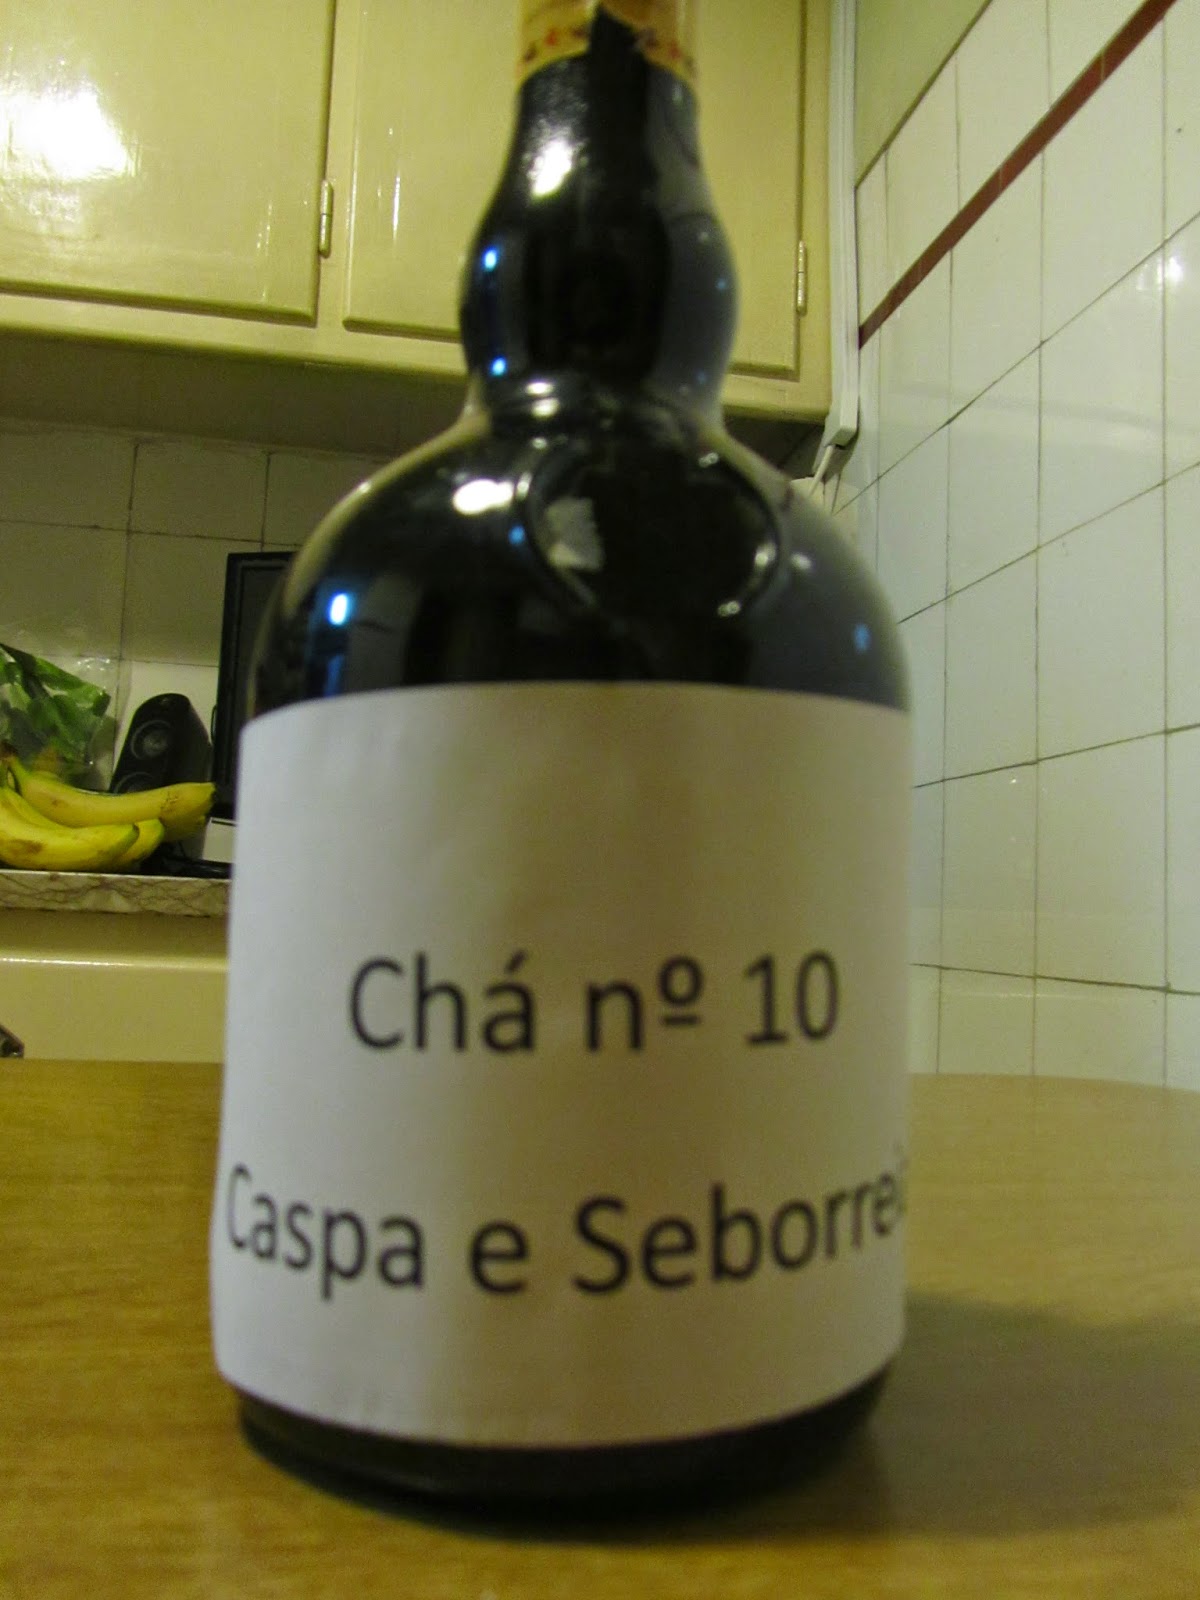 Chá nº 10
Caspa e Seborrei